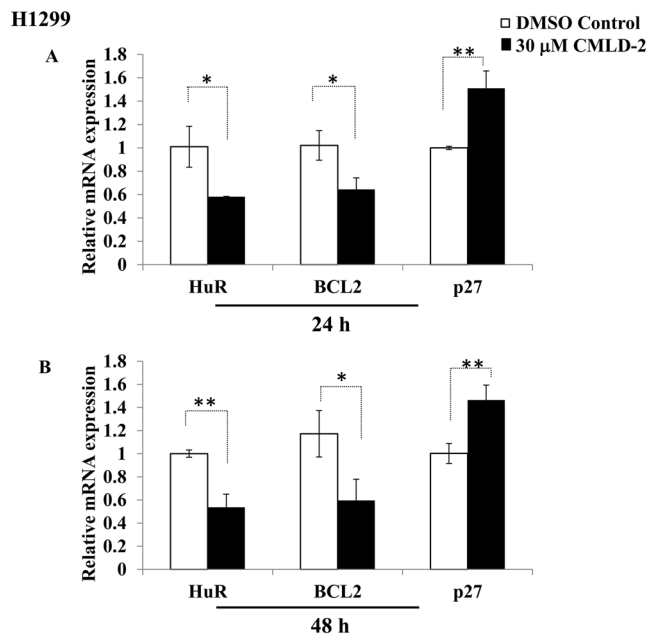 H1299
DMSO Control
30 µM CMLD-2
A
Relative mRNA expression
1.8
1.6
1.4
1.2
1
0.8
0.6
0.4
0.2
0
*
*
**
HuR BCL2 p27
24 h
B
Relative mRNA expression
1.8
1.6
1.4
1.2
1
0.8
0.6
0.4
0.2
0
**
*
**
HuR BCL2 p27
48 h